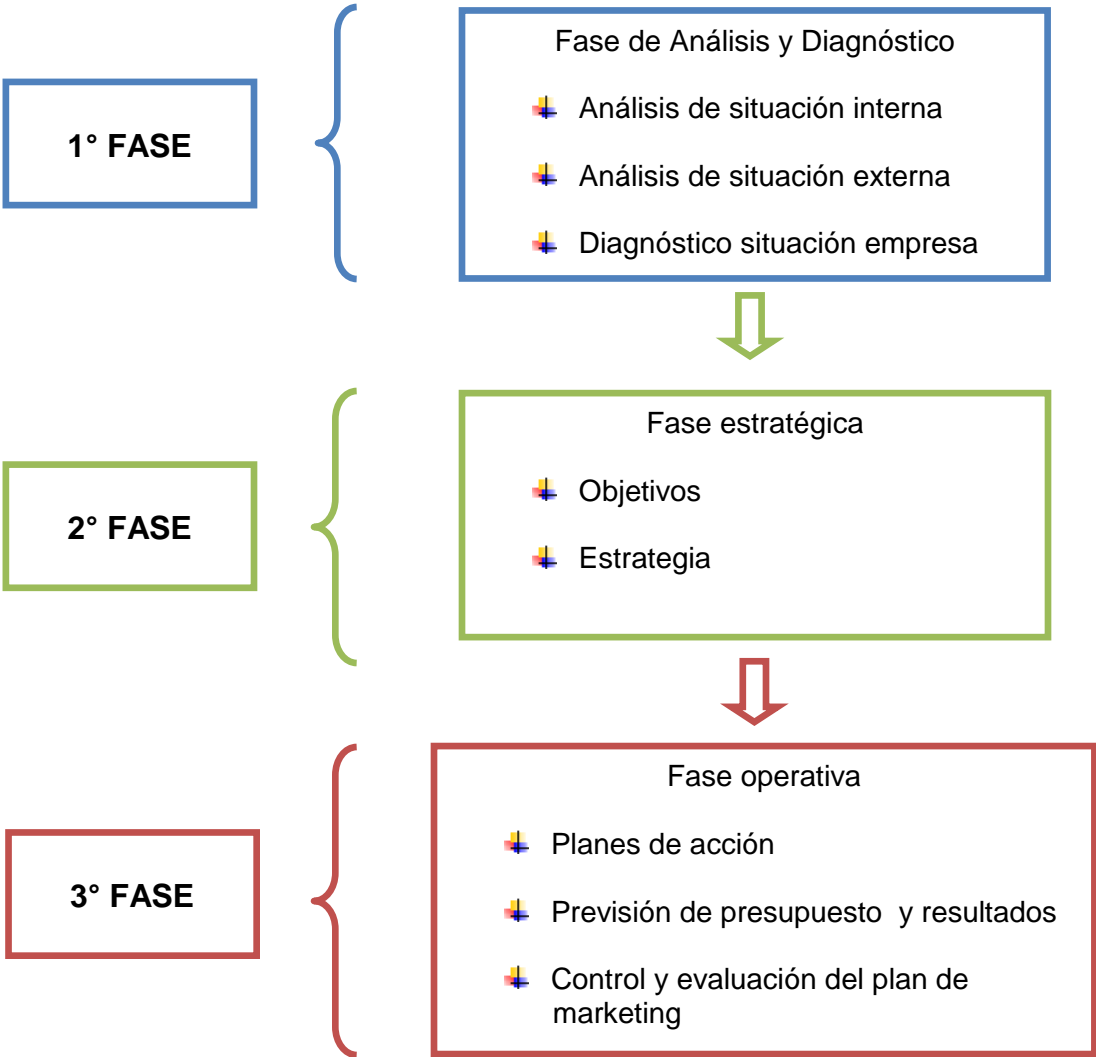 1° FASE
Fase de Análisis y Diagnóstico
Análisis de situación interna
Análisis de situación externa
Diagnóstico situación empresa
2° FASE
Fase estratégica
Objetivos
Estrategia
3° FASE
Fase operativa
Planes de acción
Previsión de presupuesto  y resultados
Control y evaluación del plan de
marketing